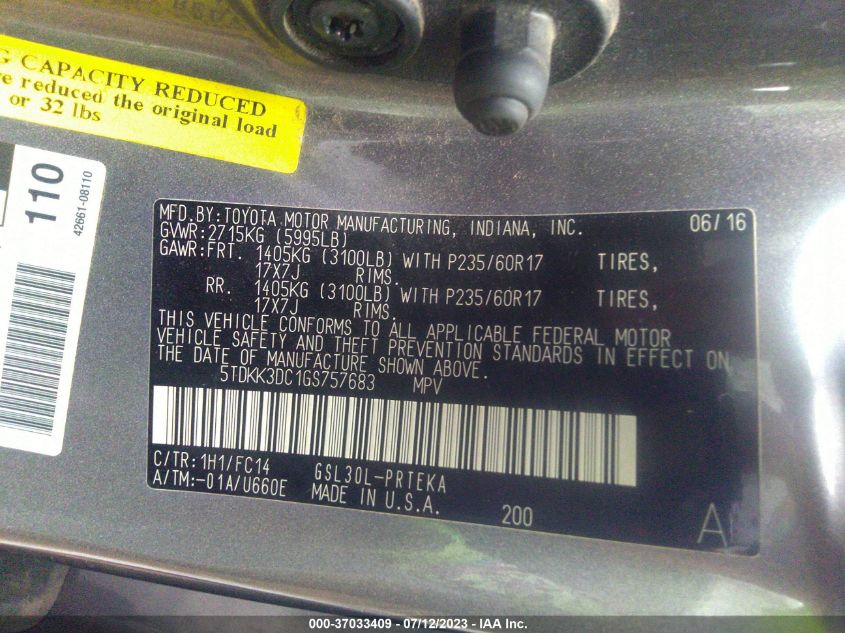 G CAPACITY REDUCED
ve reduced the original load
or 32 lbs
110
42661-08110
MFD.BY:TOYOTA MOTOR MANUFACTURING, INDIANA, INC. 06/16
GVWR:2715KG (5995LB)
GAWR:FRT. 1405KG (3100LB) WITH P235/60R17 TIRES,
17X7J RIMS.
RR. 1405KG (3100LB) WITH P235/60R17 TIRES,
17X7J RIMS.
THIS VEHICLE CONFORMS TO ALL APPLICABLE FEDERAL MOTOR
VEHICLE SAFETY AND THEFT PREVENTION STANDARDS IN EFFECT ON
THE DATE OF MANUFACTURE SHOWN ABOVE.
5TDKK3DC1GS757683 MPV
C/TR:1H1/FC14 GSL30L-PRTEKA
A/TM:-01A/U660E MADE IN U.S.A. 200
A
000-37033409 - 07/12/2023 - IAA Inc.